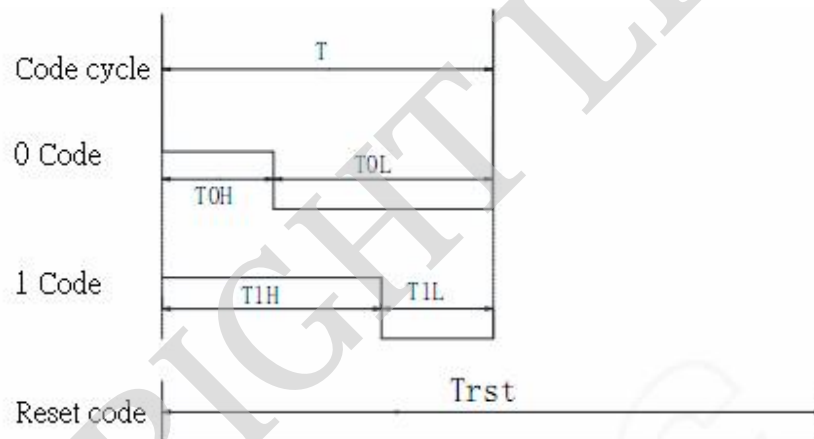 T
Code cycle
0 Code
T0L
T0H
1 Code
T1H
T1L
Trst
Reset code